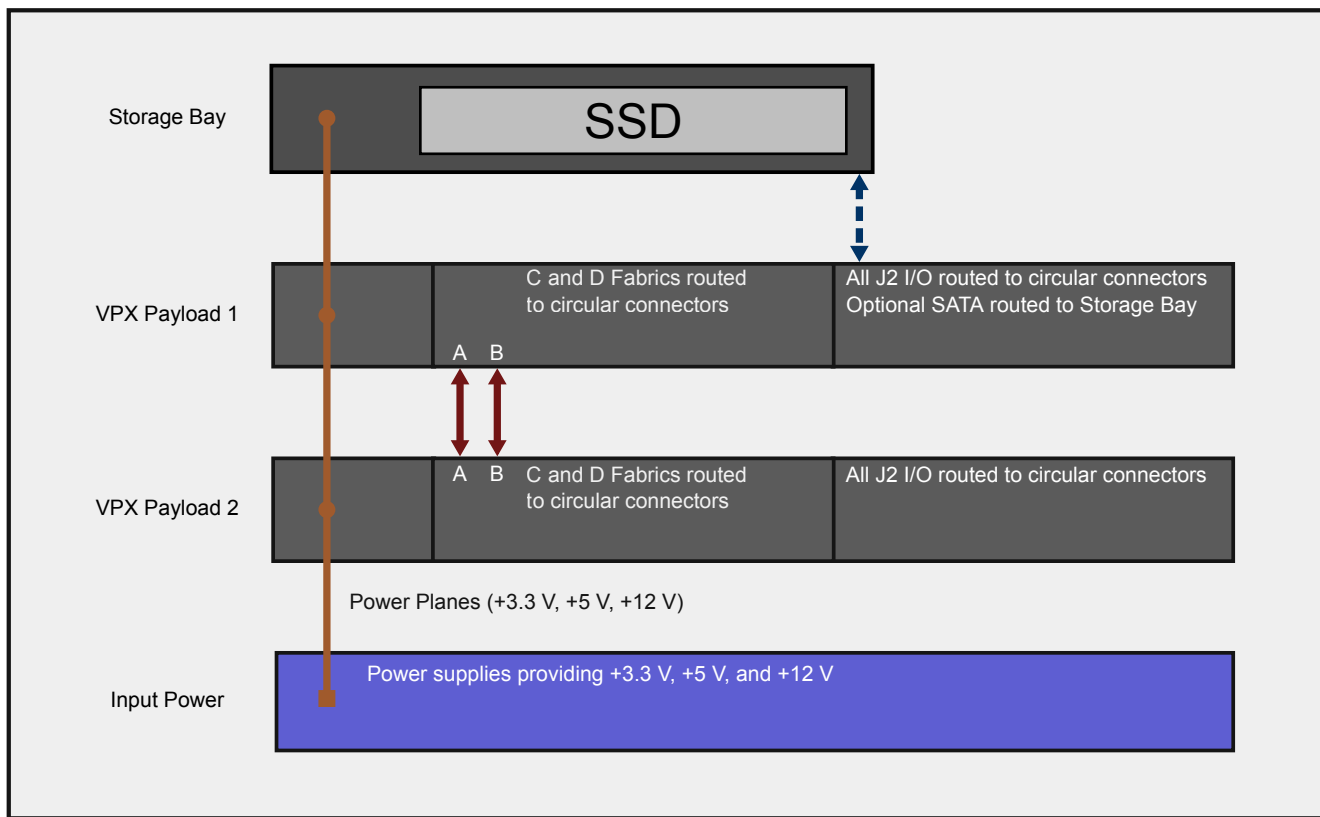 Storage Bay
SSD
VPX Payload 1
C and D Fabrics routed
to circular connectors
All J2 I/O routed to circular connectors
Optional SATA routed to Storage Bay
A B
VPX Payload 2
A B
C and D Fabrics routed
to circular connectors
All J2 I/O routed to circular connectors
Power Planes (+3.3 V, +5 V, +12 V)
Input Power
Power supplies providing +3.3 V, +5 V, and +12 V